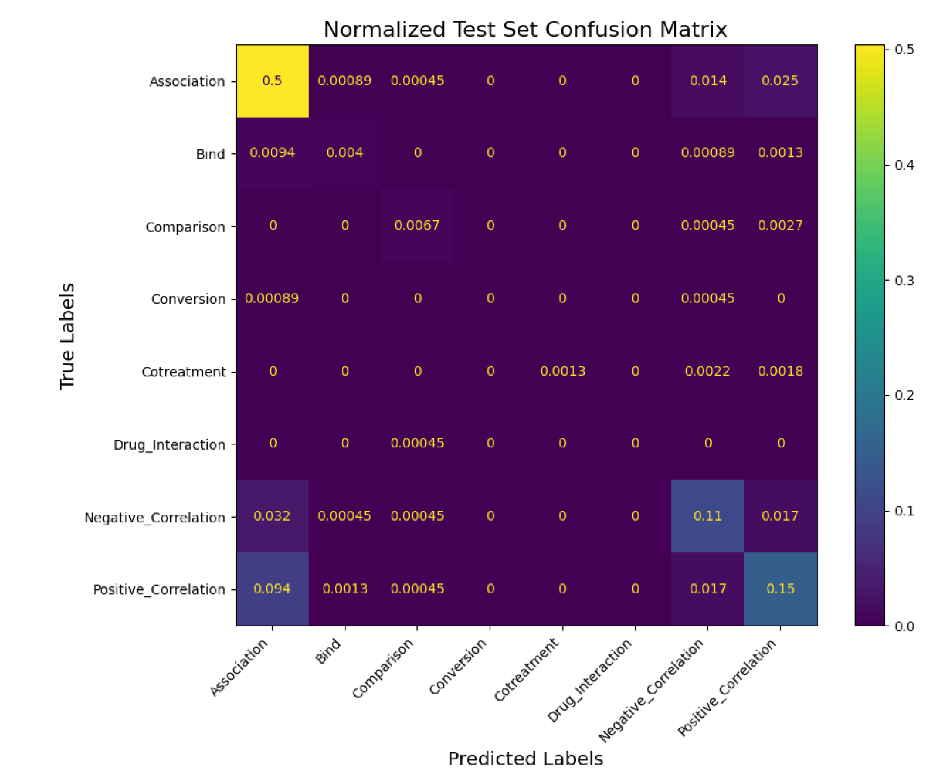 Normalized Test Set Confusion Matrix
True Labels
Association 0.5 0.00089 0.00045 0 0 0 0.014 0.025
Bind 0.0094 0.004 0 0 0 0 0.00089 0.0013
Comparison 0 0 0.0067 0 0 0 0.00045 0.0027
Conversion 0.00089 0 0 0 0 0 0.00045 0
Cotreatment 0 0 0 0 0.0013 0 0.0022 0.0018
Drug_Interaction 0 0 0.00045 0 0 0 0 0
Negative_Correlation 0.032 0.00045 0.00045 0 0 0 0.11 0.017
Positive_Correlation 0.094 0.0013 0.00045 0 0 0 0.017 0.15
Association Bind Comparison Conversion Cotreatment Drug_Interaction Negative_Correlation Positive_Correlation
Predicted Labels
0.5
0.4
0.3
0.2
0.1
0.0